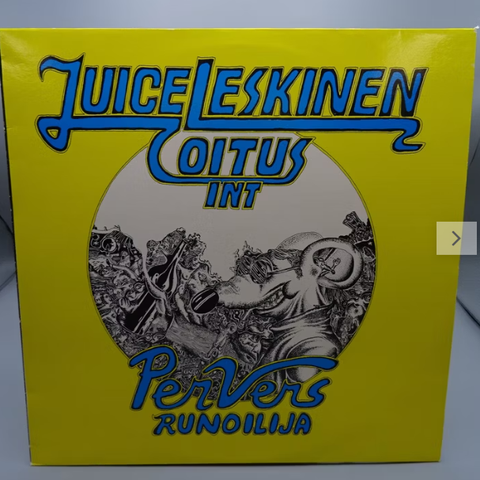 JUICE LESKINEN
COITUS
INT
PerVers
RUNOILIJA